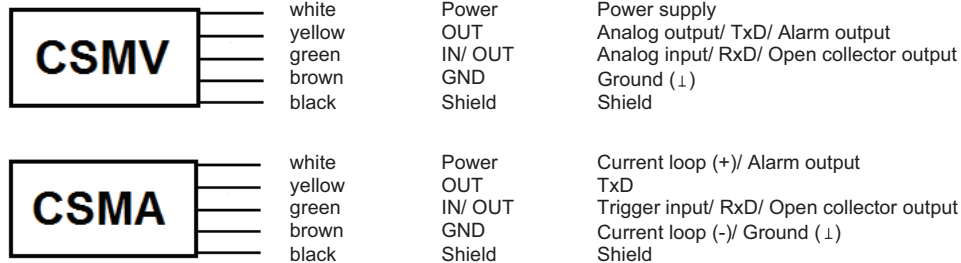 white Power Power supply
yellow OUT Analog output/ TxD/ Alarm output
CSMV green IN/ OUT Analog input/ RxD/ Open collector output
brown GND Ground (⊥)
black Shield Shield
white Power Current loop (+)/ Alarm output
yellow OUT TxD
CSMA green IN/ OUT Trigger input/ RxD/ Open collector output
brown GND Current loop (-)/ Ground (⊥)
black Shield Shield